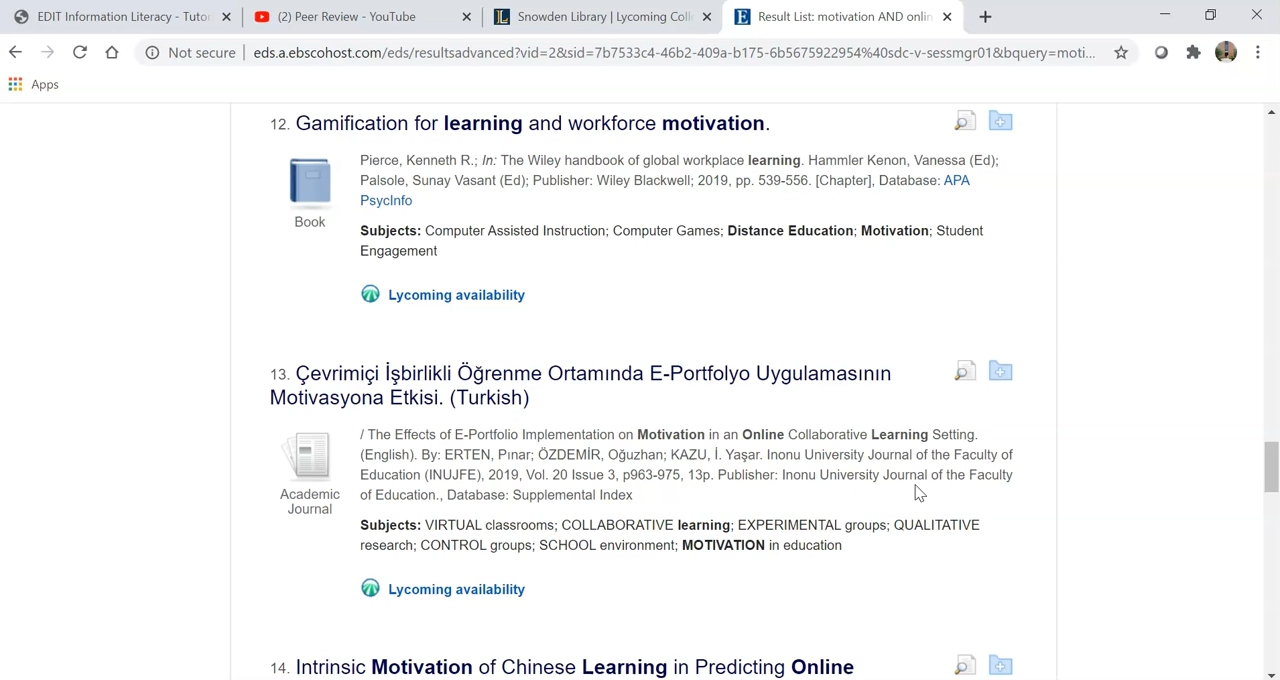 EDIT Information Literacy - Tutor
(2) Peer Review - YouTube
Snowden Library | Lycoming Coll
Result List: motivation AND onlin
Not secure
eds.a.ebscohost.com/eds/resultsadvanced?vid=2&sid=7b7533c4-46b2-409a-b175-6b5675922954%40sdc-v-sessmgr01&bquery=moti...
Apps
12. Gamification for learning and workforce motivation.
Book
Pierce, Kenneth R.; In: The Wiley handbook of global workplace learning. Hammler Kenon, Vanessa (Ed);
Palsole, Sunay Vasant (Ed); Publisher: Wiley Blackwell; 2019, pp. 539-556. [Chapter], Database: APA
PsycInfo
Subjects: Computer Assisted Instruction; Computer Games; Distance Education; Motivation; Student
Engagement
Lycoming availability
13. Çevrimiçi İşbirlikli Öğrenme Ortamında E-Portfolyo Uygulamasının
Motivasyona Etkisi. (Turkish)
Academic
Journal
/ The Effects of E-Portfolio Implementation on Motivation in an Online Collaborative Learning Setting.
(English). By: ERTEN, Pınar; ÖZDEMİR, Oğuzhan; KAZU, İ. Yaşar. Inonu University Journal of the Faculty of
Education (INUJFE), 2019, Vol. 20 Issue 3, p963-975, 13p. Publisher: Inonu University Journal of the Faculty
of Education., Database: Supplemental Index
Subjects: VIRTUAL classrooms; COLLABORATIVE learning; EXPERIMENTAL groups; QUALITATIVE
research; CONTROL groups; SCHOOL environment; MOTIVATION in education
Lycoming availability
14. Intrinsic Motivation of Chinese Learning in Predicting Online